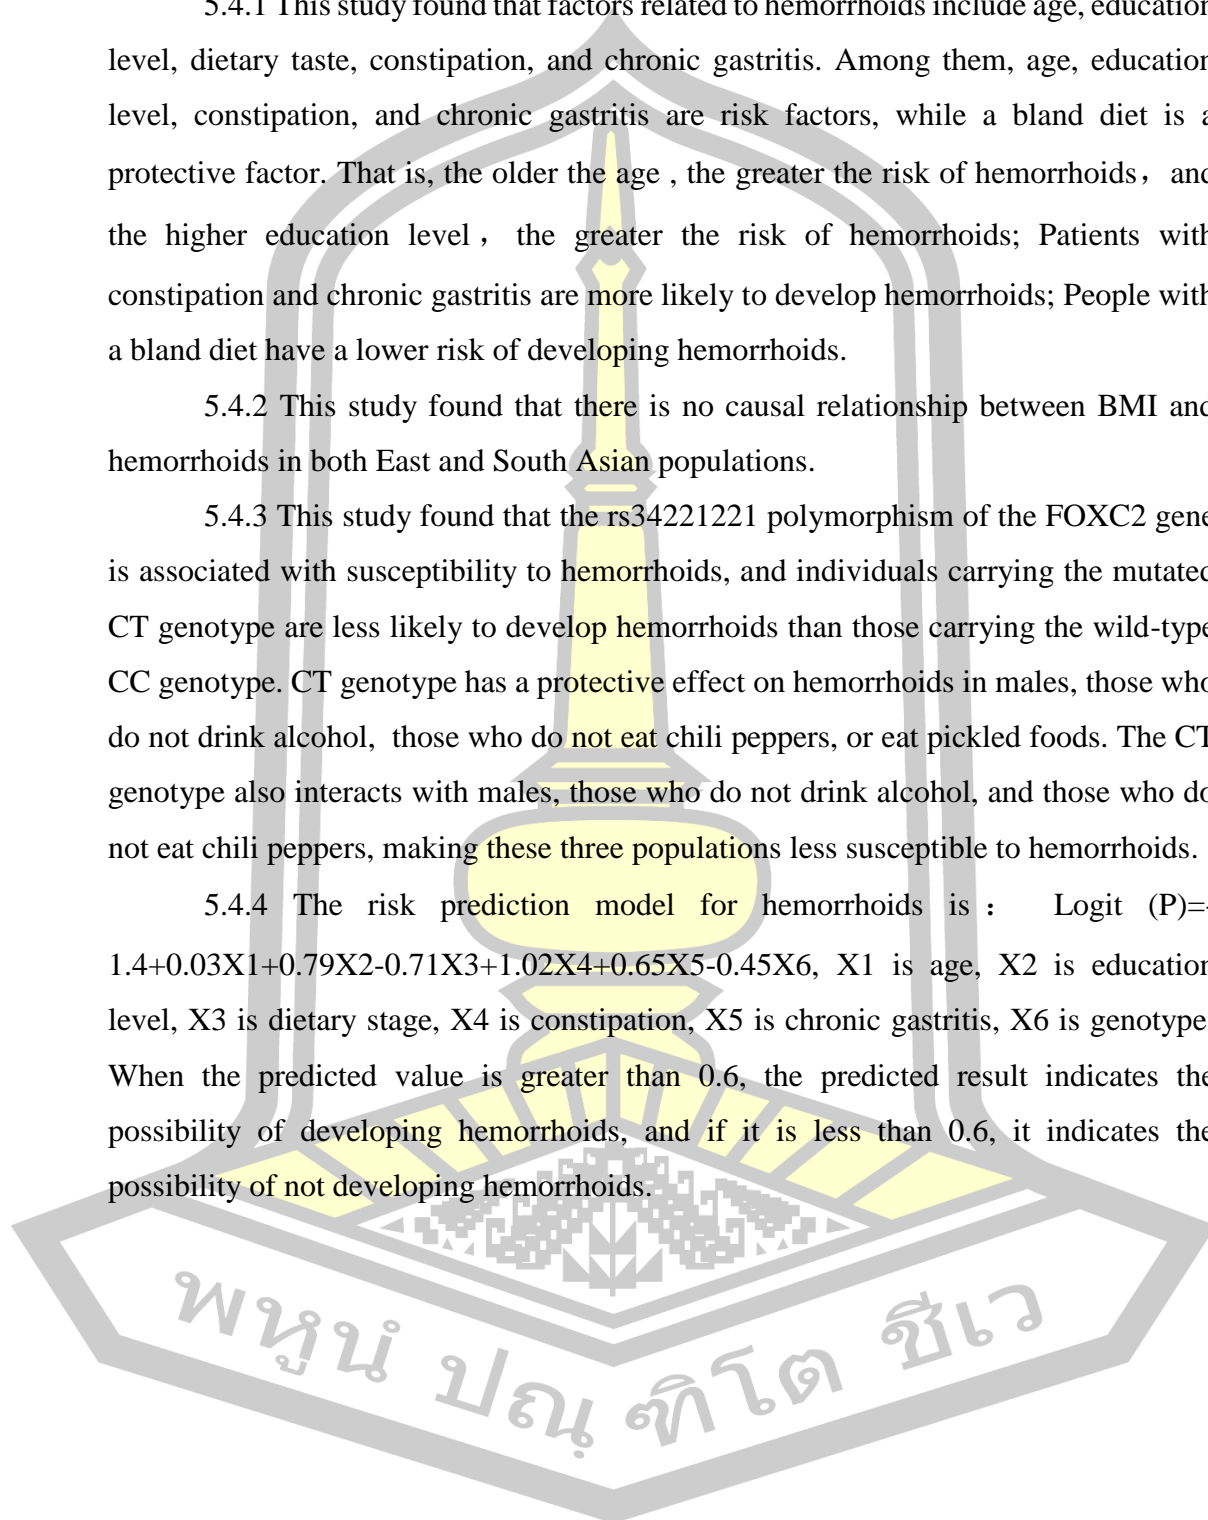 5.4.1 This study found that factors related to hemorrhoids include age, education
level, dietary taste, constipation, and chronic gastritis. Among them, age, education
level, constipation, and chronic gastritis are risk factors, while a bland diet is a
protective factor. That is, the older the age , the greater the risk of hemorrhoids，and
the higher education level，the greater the risk of hemorrhoids; Patients with
constipation and chronic gastritis are more likely to develop hemorrhoids; People with
a bland diet have a lower risk of developing hemorrhoids.
5.4.2 This study found that there is no causal relationship between BMI and
hemorrhoids in both East and South Asian populations.
5.4.3 This study found that the rs34221221 polymorphism of the FOXC2 gene
is associated with susceptibility to hemorrhoids, and individuals carrying the mutated
CT genotype are less likely to develop hemorrhoids than those carrying the wild-type
CC genotype. CT genotype has a protective effect on hemorrhoids in males, those who
do not drink alcohol, those who do not eat chili peppers, or eat pickled foods. The CT
genotype also interacts with males, those who do not drink alcohol, and those who do
not eat chili peppers, making these three populations less susceptible to hemorrhoids.
5.4.4 The risk prediction model for hemorrhoids is： Logit (P)=-
1.4+0.03X1+0.79X2-0.71X3+1.02X4+0.65X5-0.45X6, X1 is age, X2 is education
level, X3 is dietary stage, X4 is constipation, X5 is chronic gastritis, X6 is genotype
When the predicted value is greater than 0.6, the predicted result indicates the
possibility of developing hemorrhoids, and if it is less than 0.6, it indicates the
possibility of not developing hemorrhoids.
พหูนํ ปณฺฑิโต ชีเว